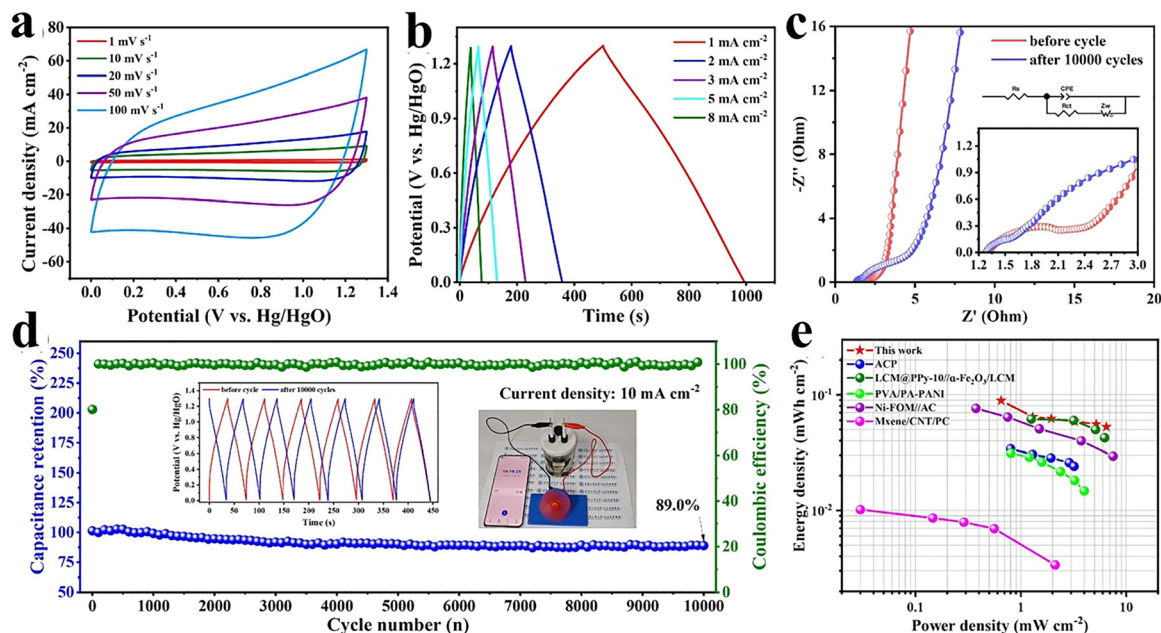 a
1 mV s⁻¹
10 mV s⁻¹
20 mV s⁻¹
50 mV s⁻¹
100 mV s⁻¹
Current density (mA cm⁻²)
80
60
40
20
0
-20
-40
-60
0.0 0.2 0.4 0.6 0.8 1.0 1.2 1.4
Potential (V vs. Hg/HgO)
b
1 mA cm⁻²
2 mA cm⁻²
3 mA cm⁻²
5 mA cm⁻²
8 mA cm⁻²
Potential (V vs. Hg/HgO)
1.2
0.9
0.6
0.3
0.0
0 200 400 600 800 1000
Time (s)
c
before cycle
after 10000 cycles
Rs
CPE
Rct
Zw
-Z'' (Ohm)
16
12
8
4
0
0 5 10 15 20
Z' (Ohm)
1.2
0.9
0.6
0.3
0.0
1.2 1.5 1.8 2.1 2.4 2.7 3.0
d
Capacitance retention (%)
250
225
200
175
150
125
100
75
50
before cycle
after 10000 cycles
Potential (V vs. Hg/HgO)
1.4
1.2
1.0
0.8
0.6
0.4
0.2
0.0
0 50 100 150 200 250 300 350 400 450
Time (s)
Current density: 10 mA cm⁻²
89.0%
0 1000 2000 3000 4000 5000 6000 7000 8000 9000 10000
Cycle number (n)
100
80
60
40
20
0
Coulombic efficiency (%)
e
This work
ACP
LCM@PPy-10//α-Fe₂O₃/LCM
PVA/PA-PANI
Ni-FOM//AC
Mxene/CNT/PC
Energy density (mWh cm⁻²)
10⁻¹
10⁻²
0.1 1 10
Power density (mW cm⁻²)